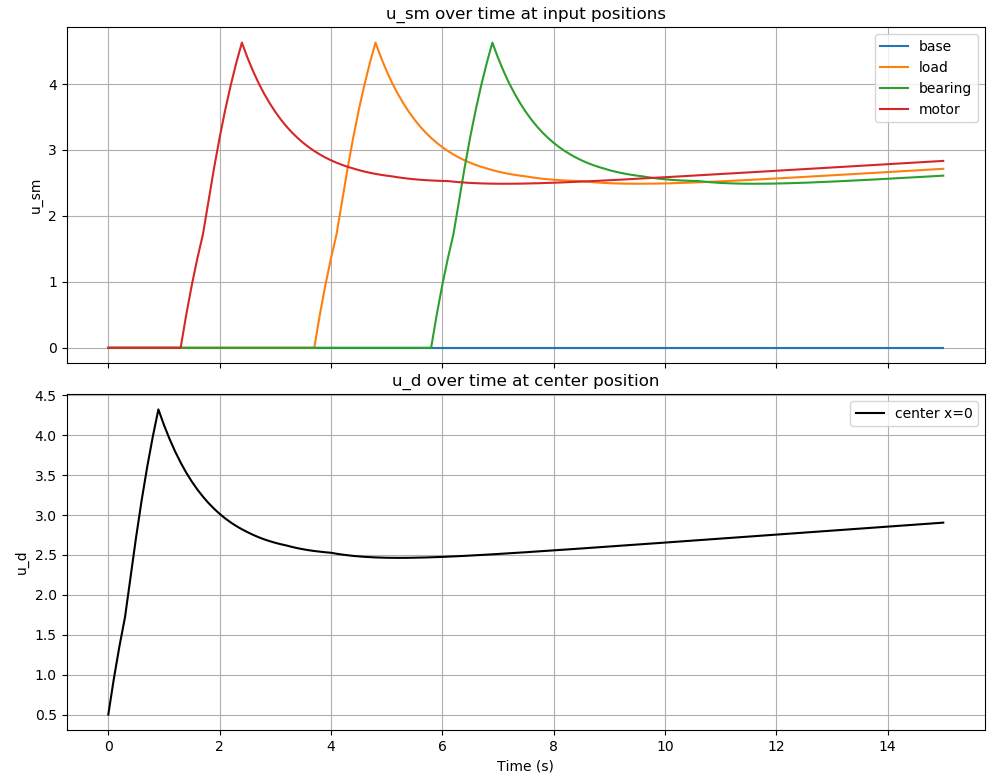 u_sm over time at input positions
u_sm
4
3
2
1
0
base
load
bearing
motor
u_d over time at center position
u_d
4.5
4.0
3.5
3.0
2.5
2.0
1.5
1.0
0.5
center x=0
0 2 4 6 8 10 12 14
Time (s)